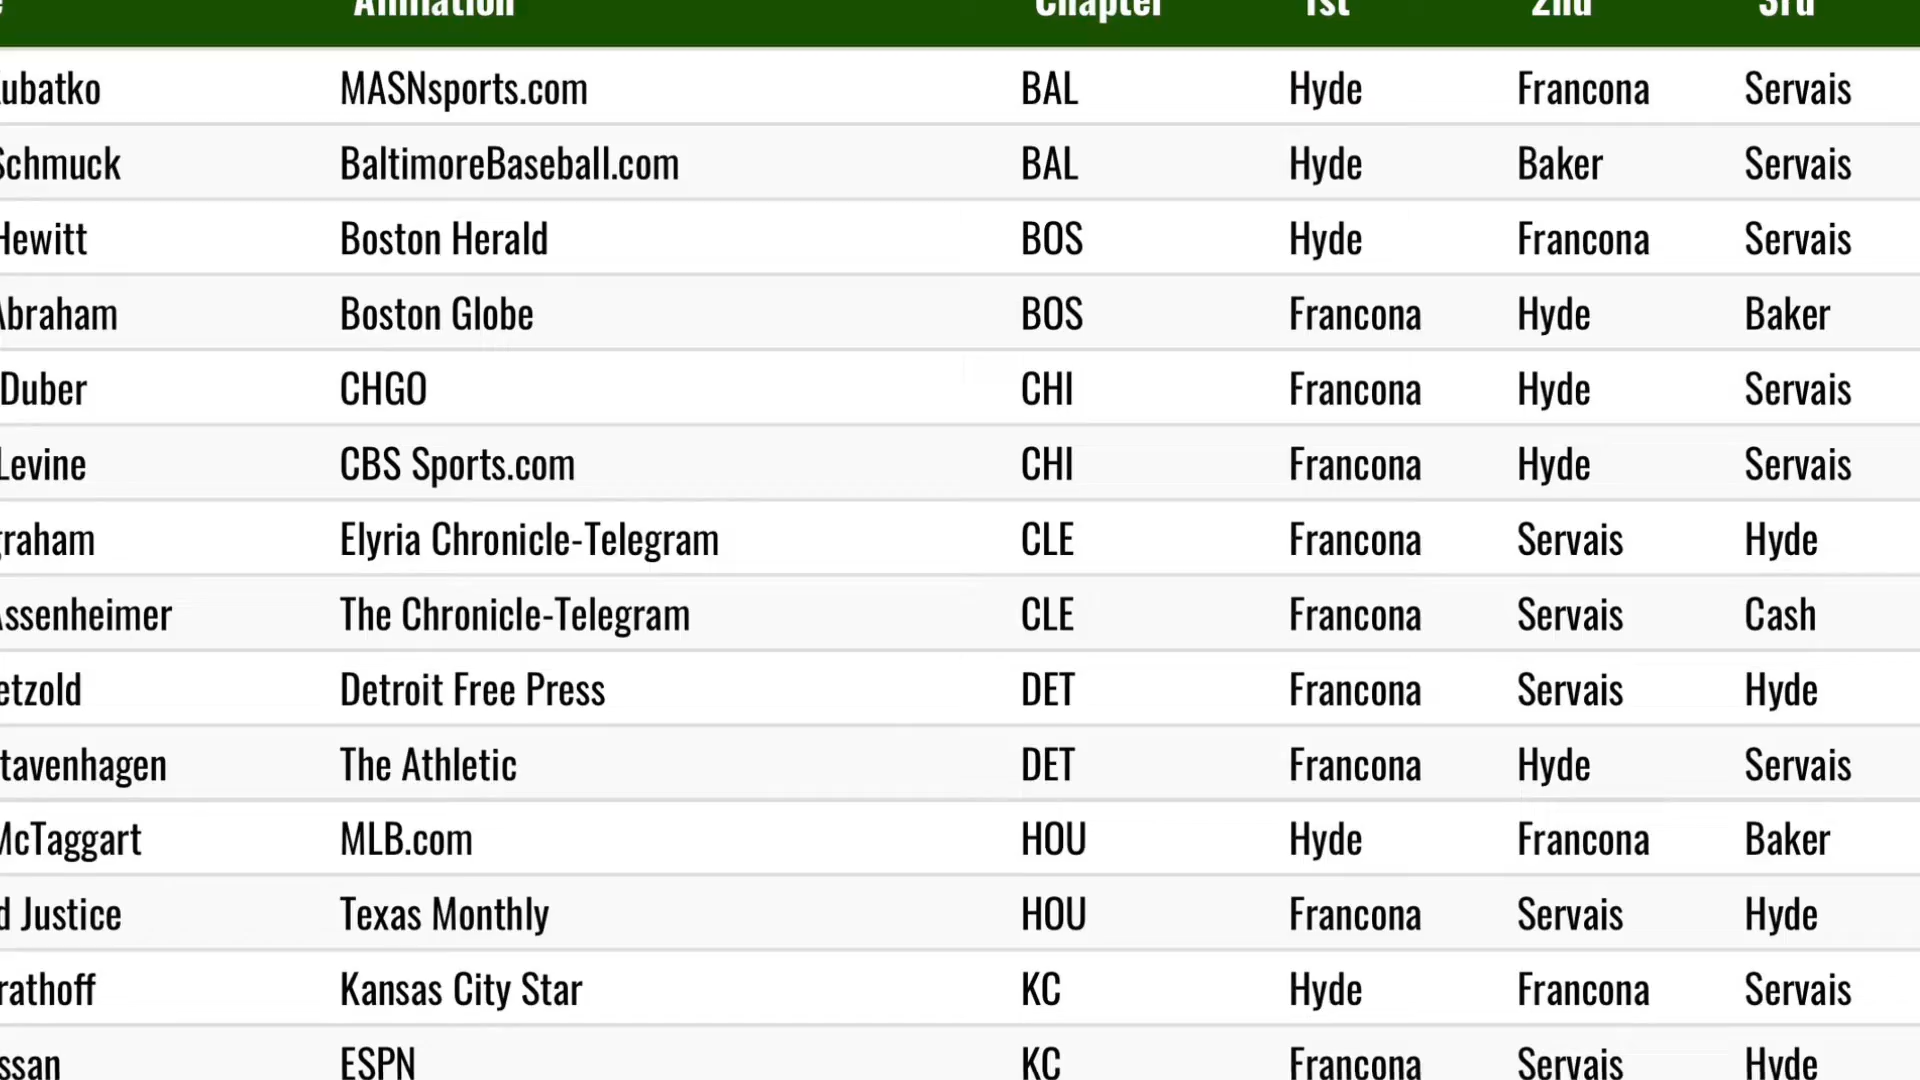 Affiliation Chapter 1st 2nd 3rd
ubatko MASNsports.com BAL Hyde Francona Servais
Schmuck BaltimoreBaseball.com BAL Hyde Baker Servais
Hewitt Boston Herald BOS Hyde Francona Servais
Abraham Boston Globe BOS Francona Hyde Baker
Duber CHGO CHI Francona Hyde Servais
Levine CBS Sports.com CHI Francona Hyde Servais
graham Elyria Chronicle-Telegram CLE Francona Servais Hyde
Assenheimer The Chronicle-Telegram CLE Francona Servais Cash
etzold Detroit Free Press DET Francona Servais Hyde
tavenhagen The Athletic DET Francona Hyde Servais
McTaggart MLB.com HOU Hyde Francona Baker
d Justice Texas Monthly HOU Francona Servais Hyde
rathoff Kansas City Star KC Hyde Francona Servais
ssan ESPN KC Francona Servais Hyde